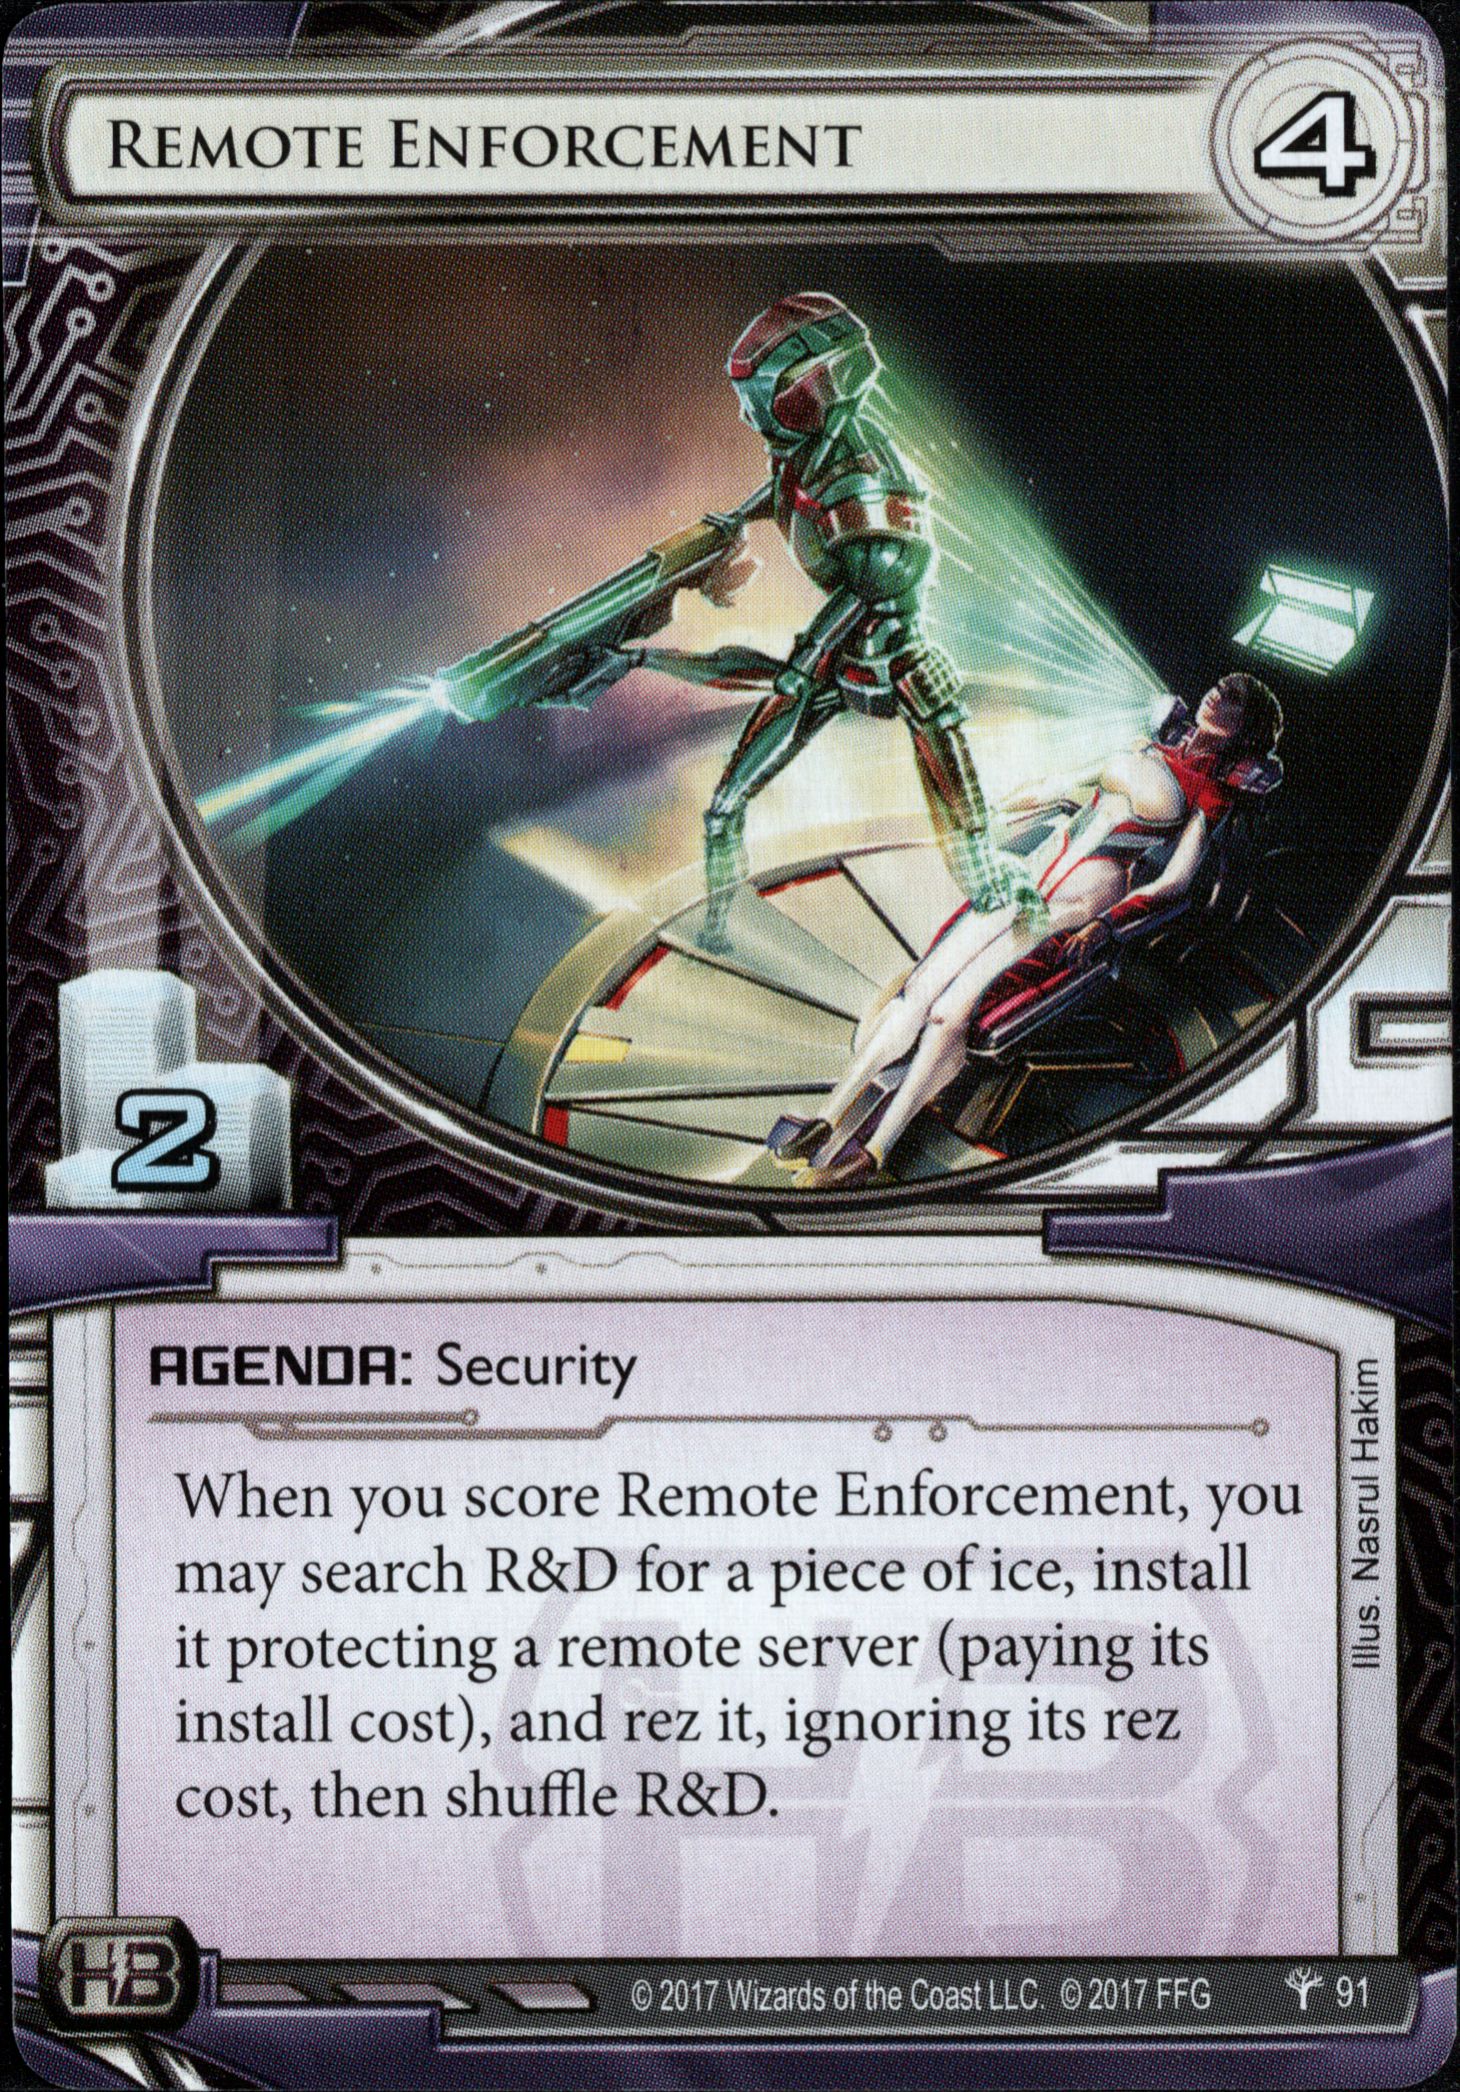 REMOTE ENFORCEMENT
4
2
AGENDA: Security
When you score Remote Enforcement, you
may search R&D for a piece of ice, install
it protecting a remote server (paying its
install cost), and rez it, ignoring its rez
cost, then shuffle R&D.
Illus. Nasrul Hakim
HB
© 2017 Wizards of the Coast LLC. © 2017 FFG
91